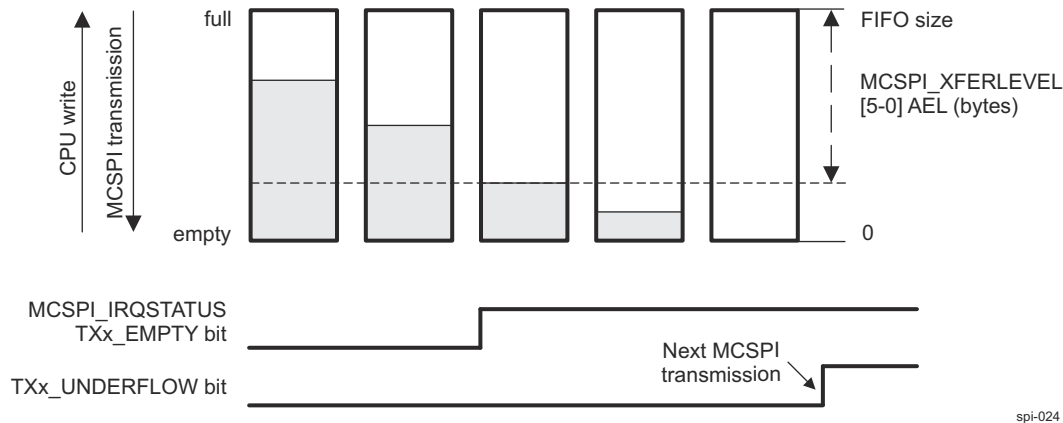 full
FIFO size
CPU write
MCSPI transmission
MCSPI_XFERLEVEL
[5-0] AEL (bytes)
empty
0
MCSPI_IRQSTATUS
TXx_EMPTY bit
Next MCSPI
transmission
TXx_UNDERFLOW bit
spi-024